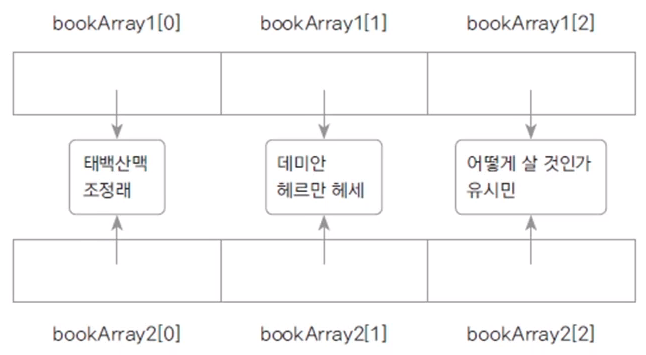 bookArray1[0] bookArray1[1] bookArray1[2]
태백산맥
조정래
데미안
헤르만 헤세
어떻게 살 것인가
유시민
bookArray2[0] bookArray2[1] bookArray2[2]